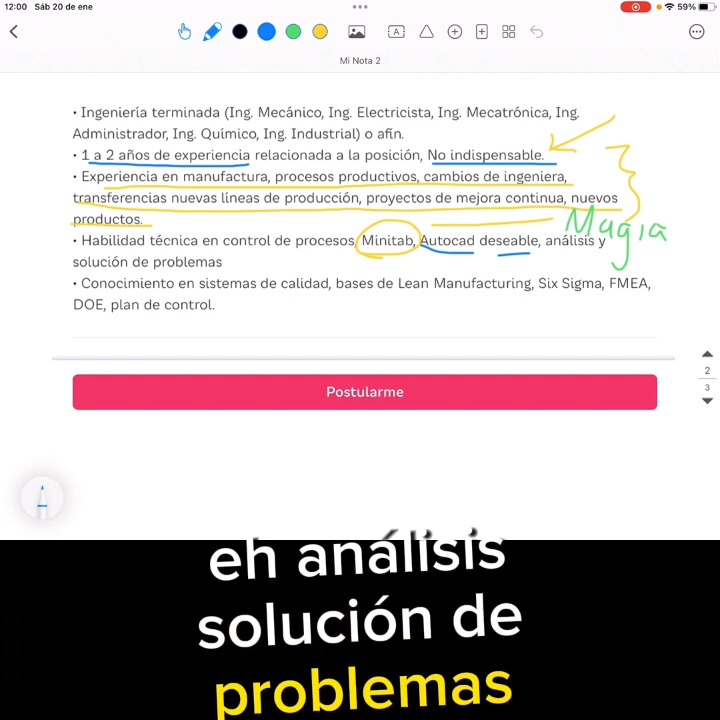 12:00 Sáb 20 de ene
59%
Mi Nota 2
• Ingeniería terminada (Ing. Mecánico, Ing. Electricista, Ing. Mecatrónica, Ing.
Administrador, Ing. Químico, Ing. Industrial) o afín.
• 1 a 2 años de experiencia relacionada a la posición, No indispensable.
• Experiencia en manufactura, procesos productivos, cambios de ingeniera,
transferencias nuevas líneas de producción, proyectos de mejora continua, nuevos
productos.
Magia
• Habilidad técnica en control de procesos Minitab, Autocad deseable, análisis y
solución de problemas
• Conocimiento en sistemas de calidad, bases de Lean Manufacturing, Six Sigma, FMEA,
DOE, plan de control.
2
3
Postularme
eh análisis
solución de
problemas